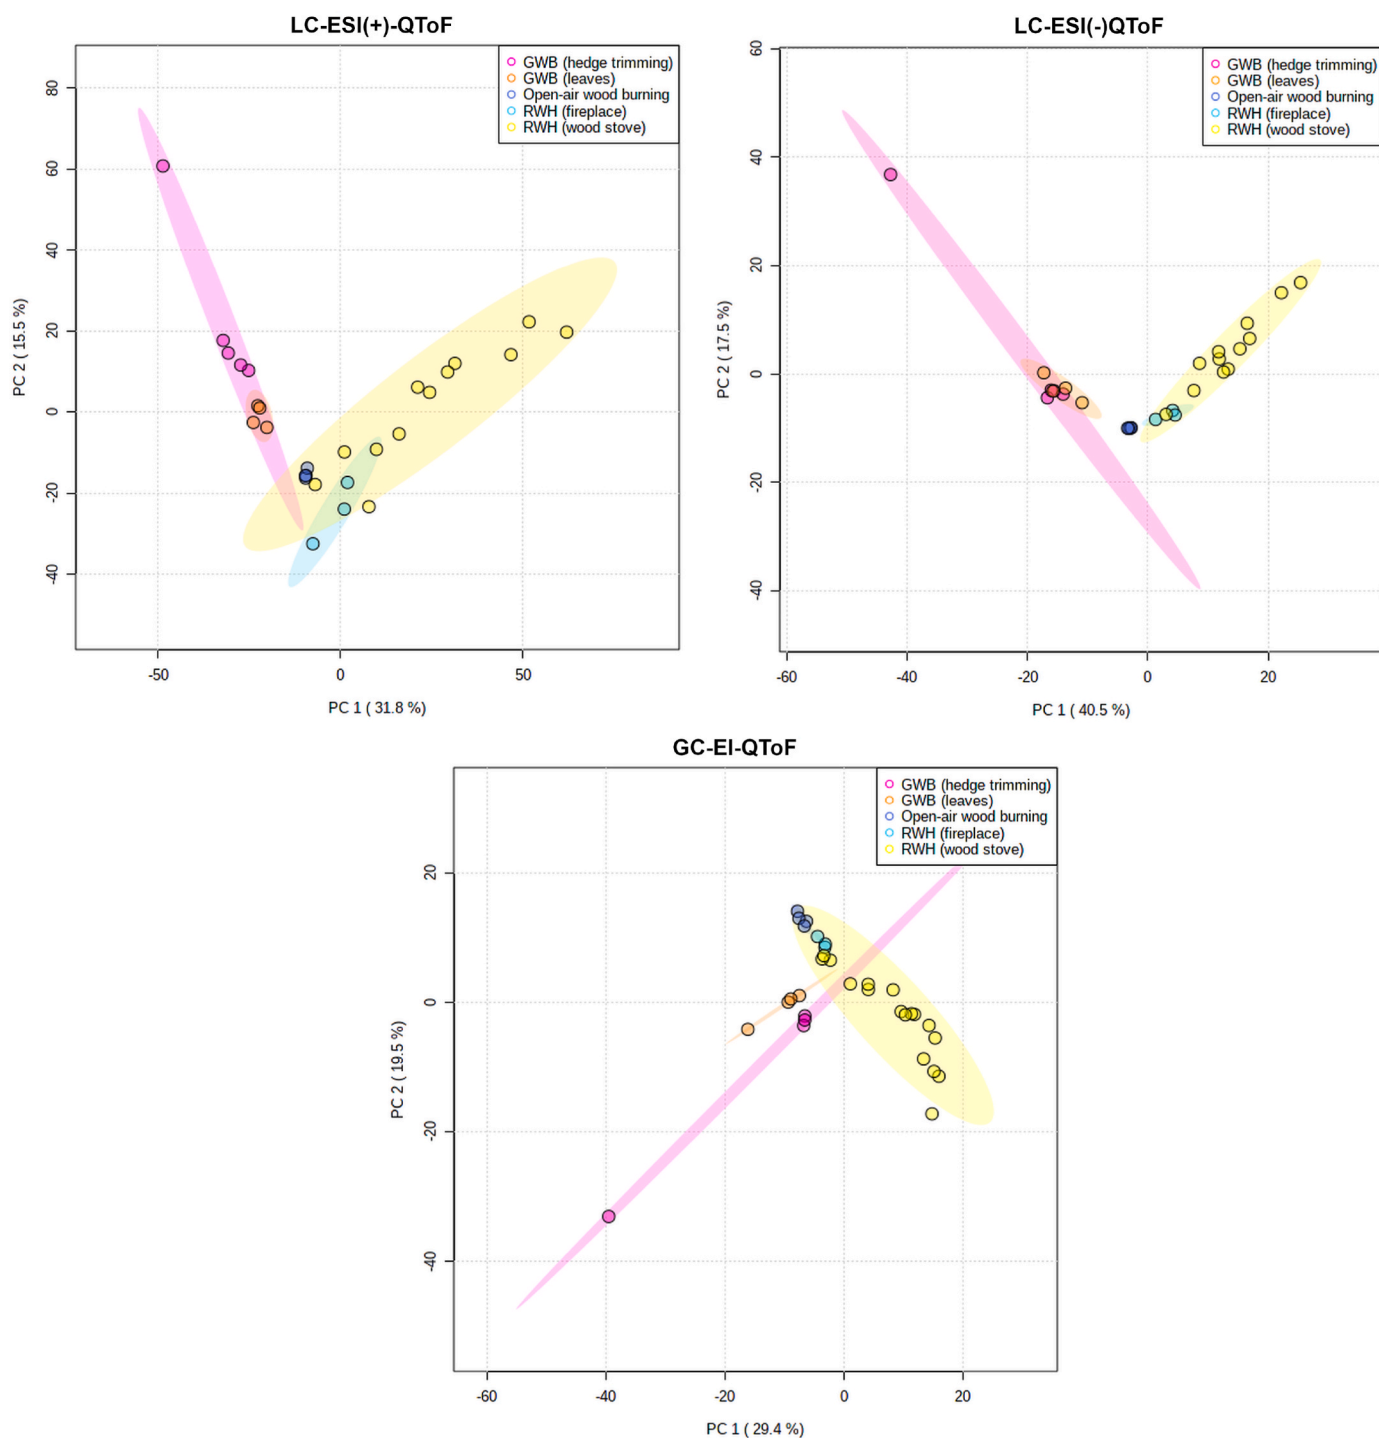 LC-ESI(+)-QToF
GWB (hedge trimming)
GWB (leaves)
Open-air wood burning
RWH (fireplace)
RWH (wood stove)
80
60
40
20
0
-20
-40
PC 2 ( 15.5 %)
-50
0
50
PC 1 ( 31.8 %)
LC-ESI(-)QToF
GWB (hedge trimming)
GWB (leaves)
Open-air wood burning
RWH (fireplace)
RWH (wood stove)
60
40
20
0
-20
-40
PC 2 ( 17.5 %)
-60
-40
-20
0
20
PC 1 ( 40.5 %)
GC-EI-QToF
GWB (hedge trimming)
GWB (leaves)
Open-air wood burning
RWH (fireplace)
RWH (wood stove)
20
0
-20
-40
PC 2 ( 19.5 %)
-60
-40
-20
0
20
PC 1 ( 29.4 %)